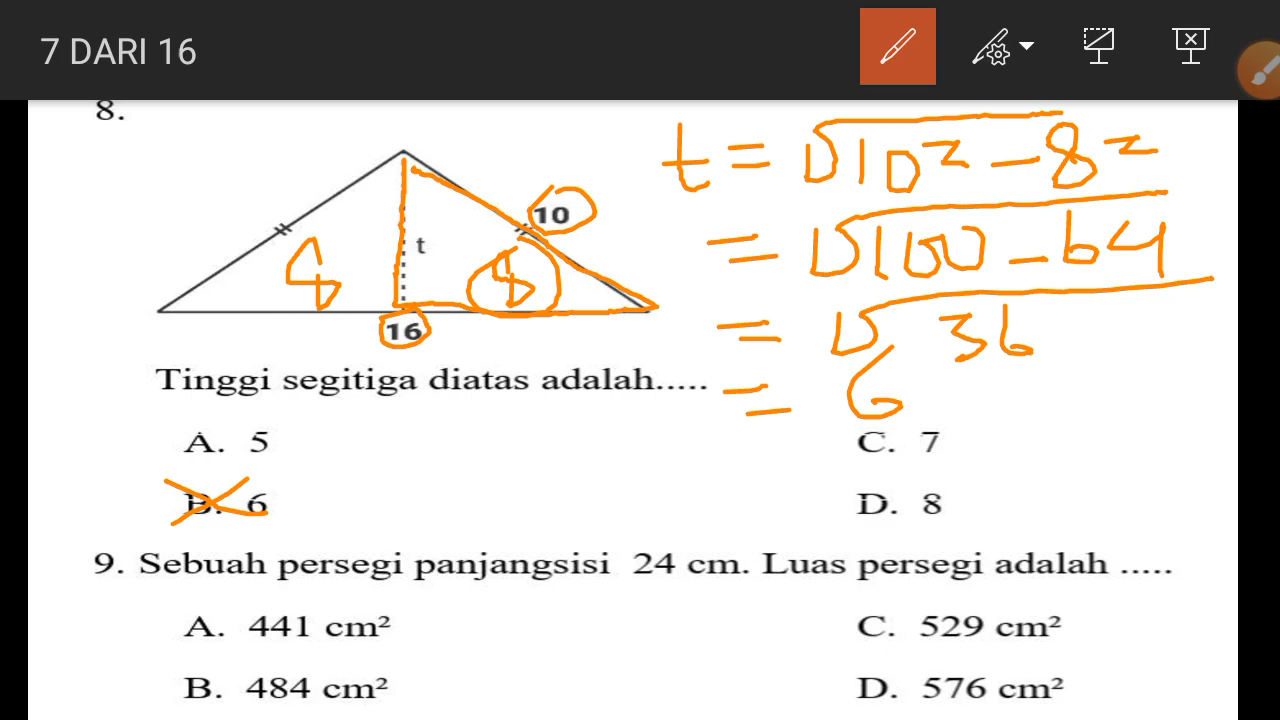 7 DARI 16
8.
t = √10² - 8²
10
= √100 - 64
t
8
8
= √36
16
= 6
Tinggi segitiga diatas adalah.....
A. 5
C. 7
B. 6
D. 8
9. Sebuah persegi panjangsisi 24 cm. Luas persegi adalah .....
A. 441 cm²
C. 529 cm²
B. 484 cm²
D. 576 cm²